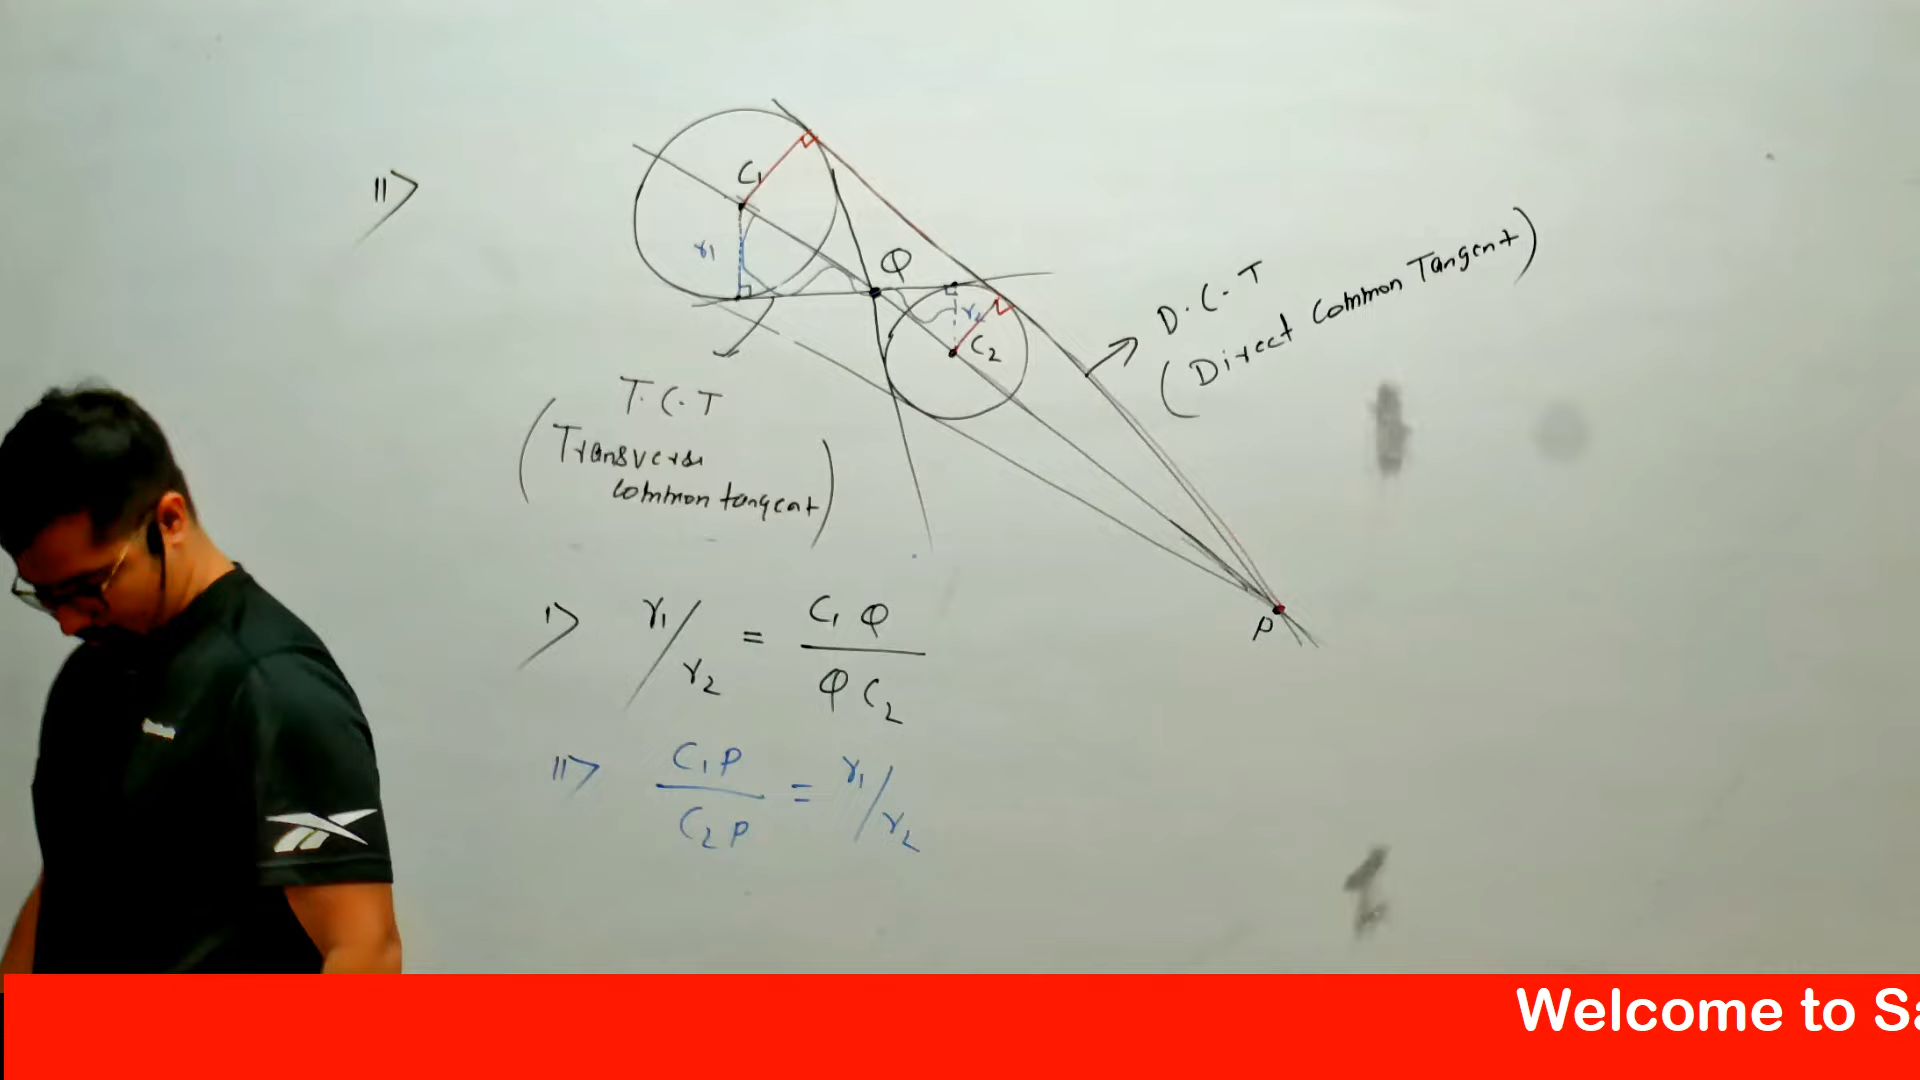 II>
C₁
r₁
Q
r₂
C₂
D.C.T
(Direct Common Tangent)
T.C.T
(Transverse
common tangent)
P
I> r₁/r₂ = C₁Q/QC₂
II> C₁P/C₂P = r₁/r₂
Welcome to Sa